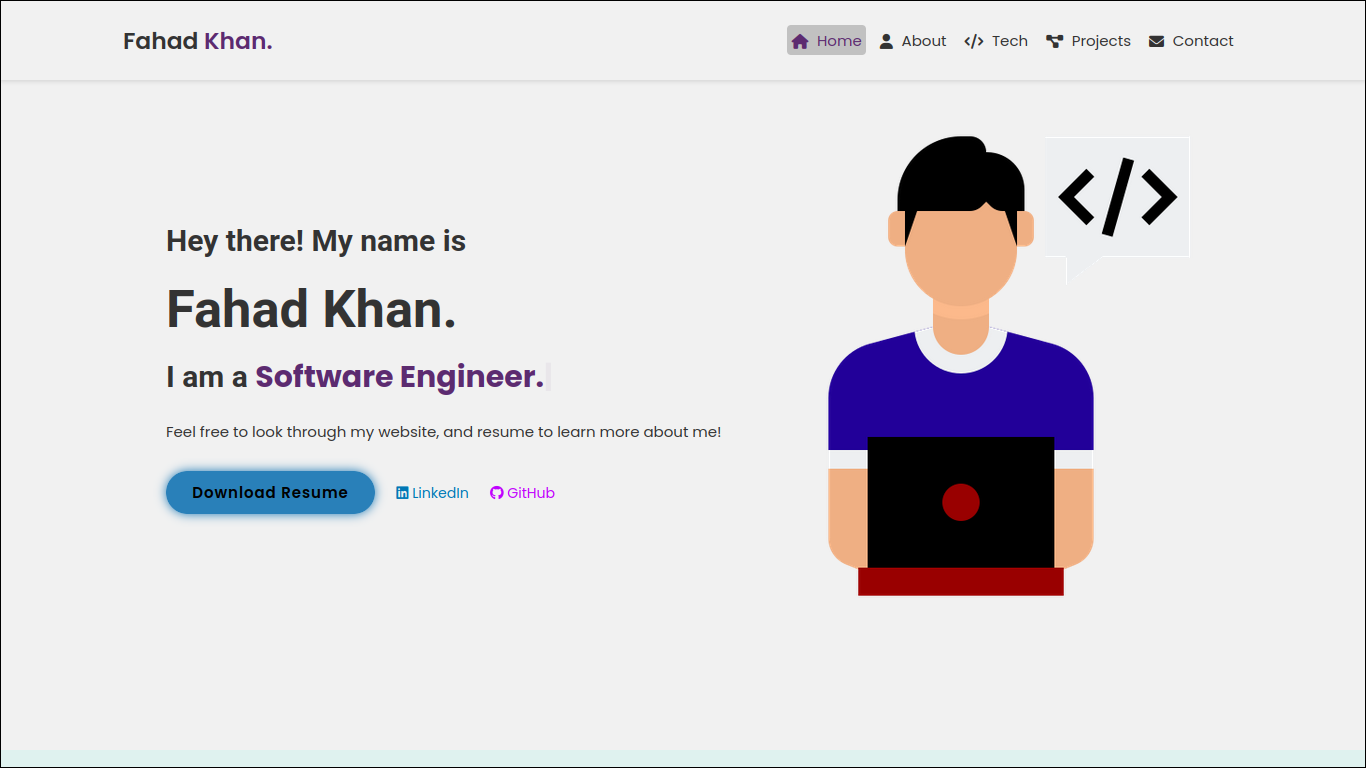 Fahad Khan.
Home About Tech Projects Contact
Hey there! My name is
Fahad Khan.
I am a Software Engineer.
Feel free to look through my website, and resume to learn more about me!
Download Resume LinkedIn GitHub